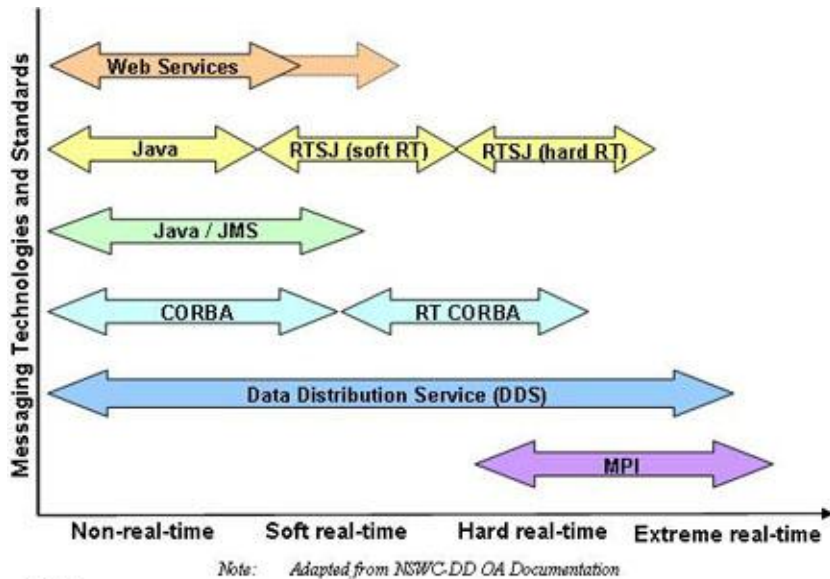 Messaging Technologies and Standards
Web Services
Java
RTSJ (soft RT)
RTSJ (hard RT)
Java / JMS
CORBA
RT CORBA
Data Distribution Service (DDS)
MPI
Non-real-time
Soft real-time
Hard real-time
Extreme real-time
Note: Adapted from NSWC-DD OA Documentation